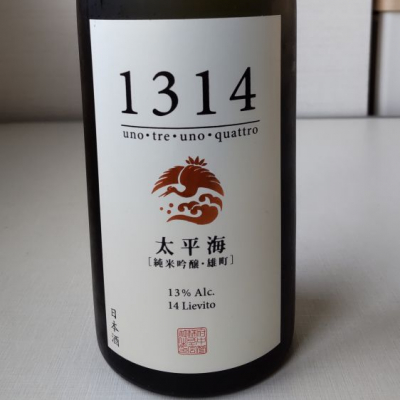 1314
uno•tre•uno•quattro
太平海
[純米吟醸・雄町]
13% Alc.
14 Lievito
日本酒